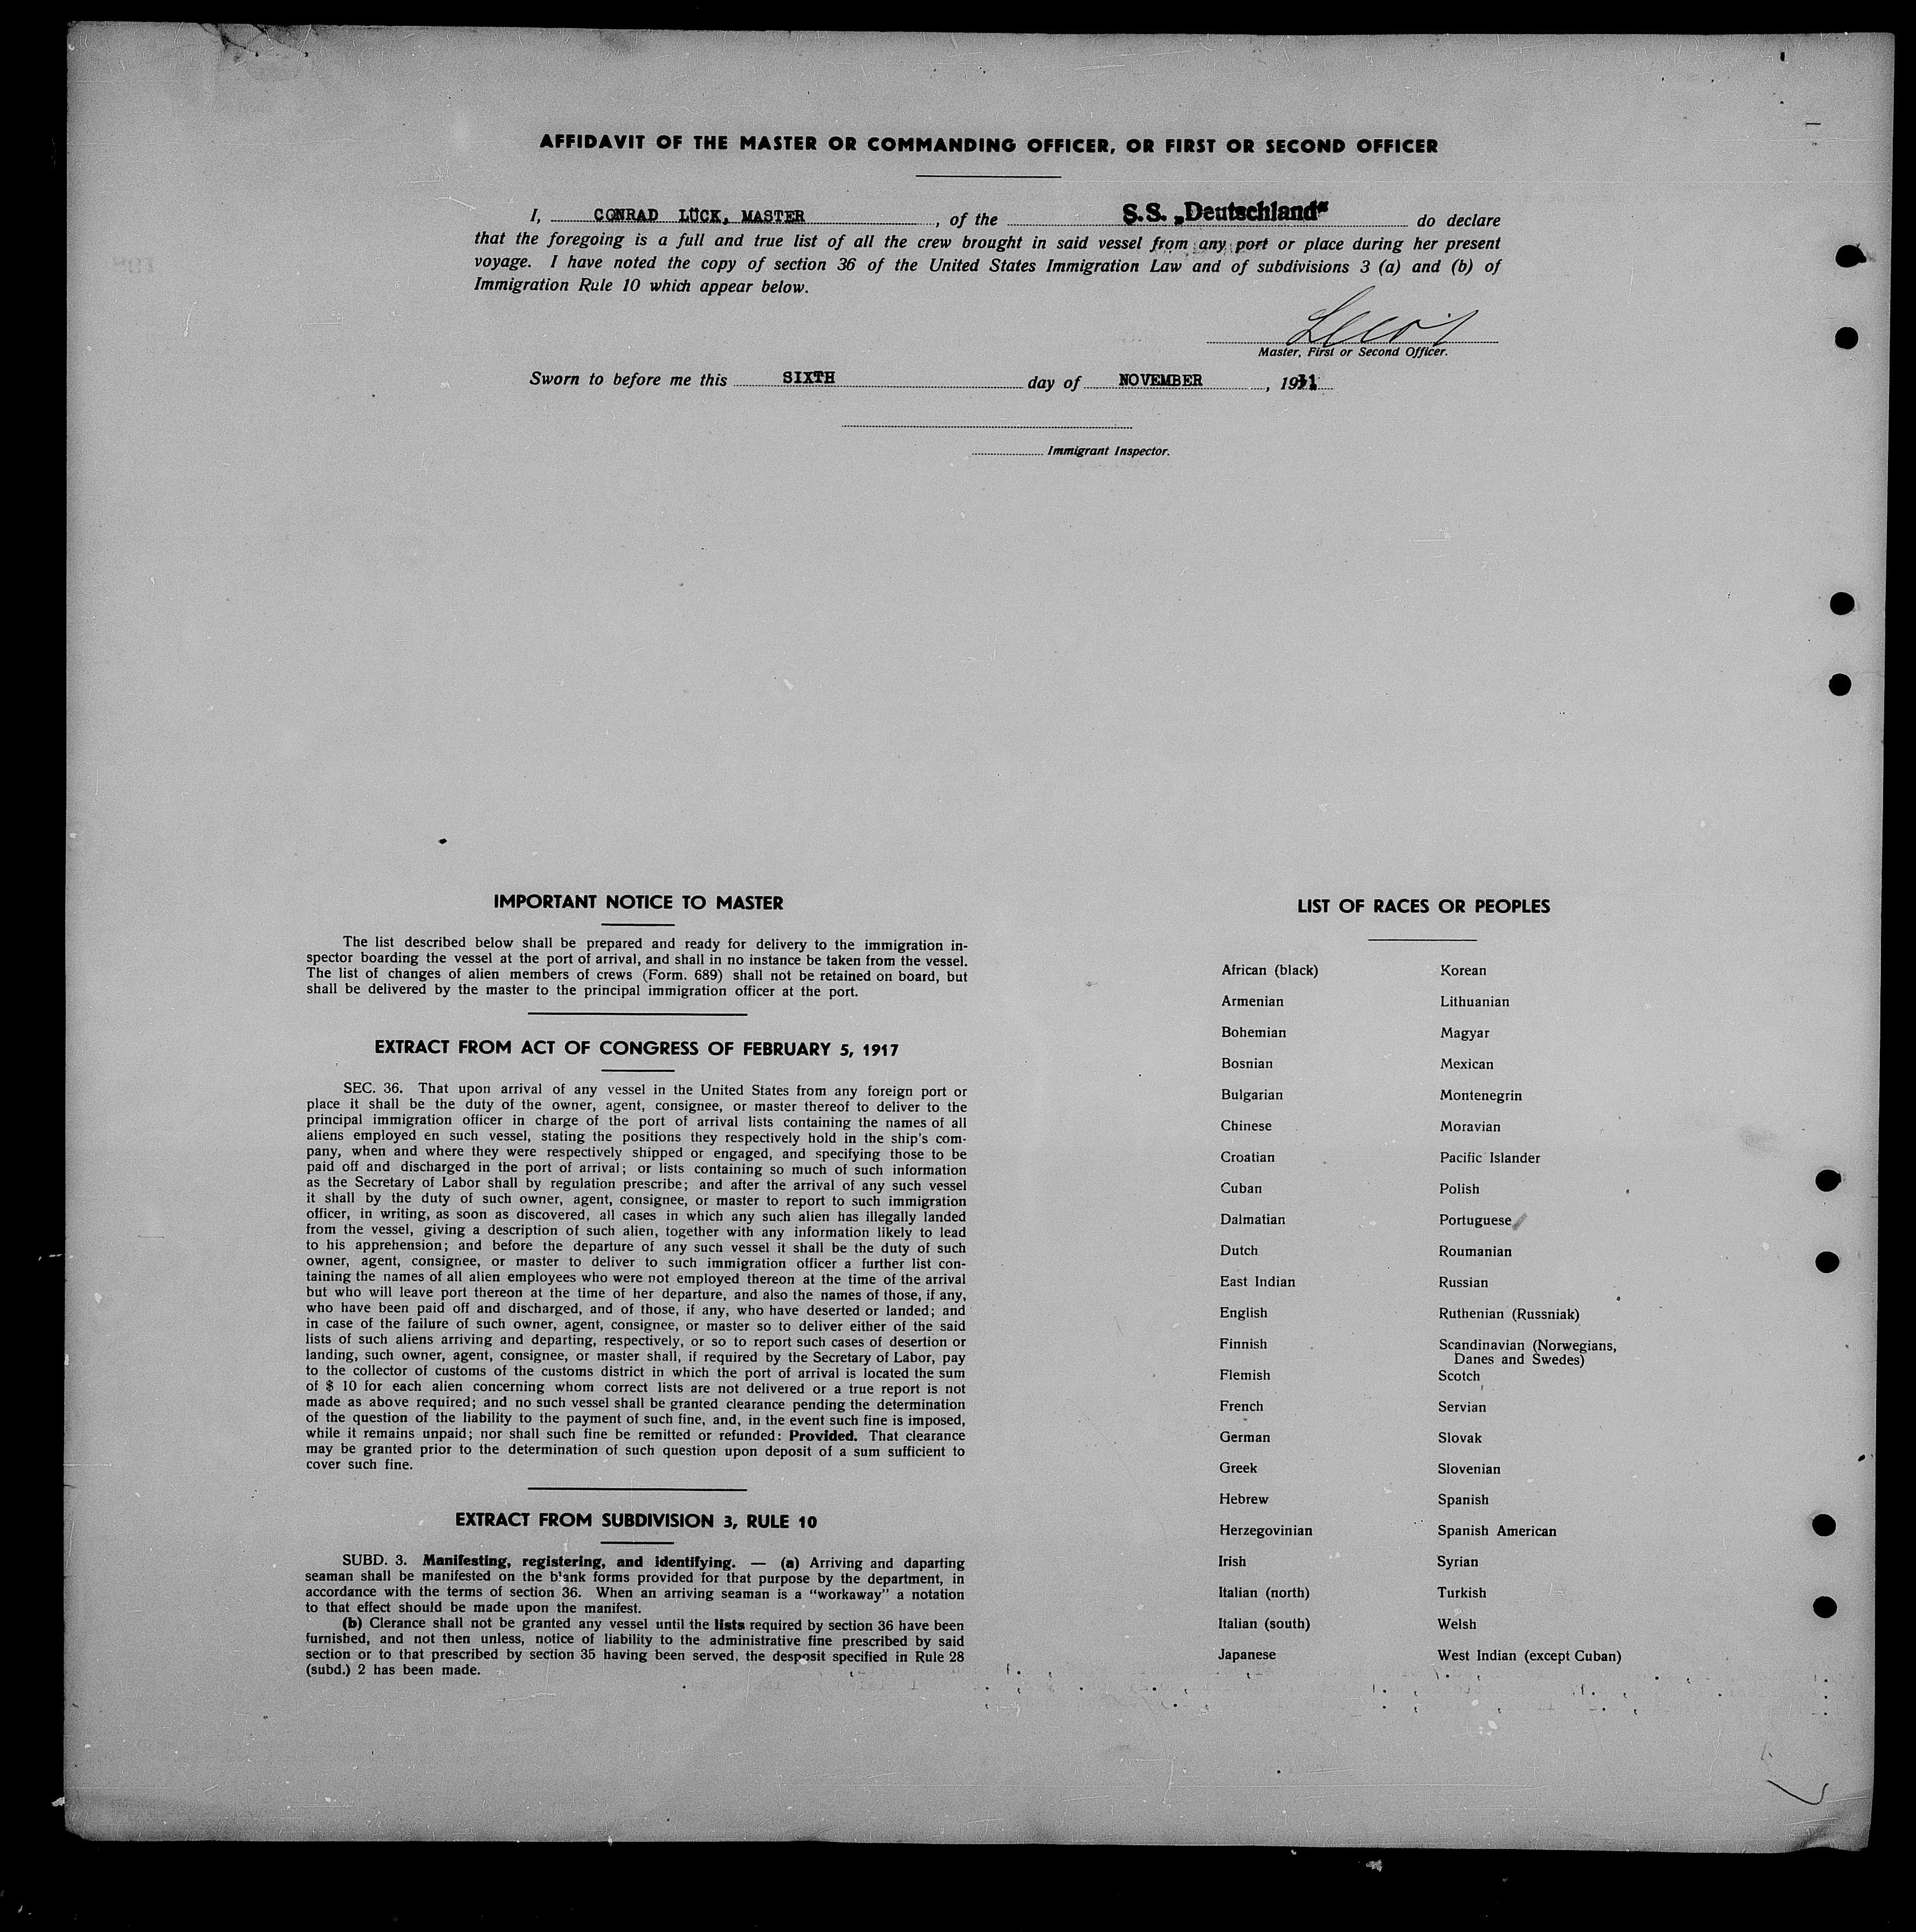 AFFIDAVIT OF THE MASTER OR COMMANDING OFFICER, OR FIRST OR SECOND OFFICER
I, CONRAD LÜCK, MASTER, of the S.S. „Deutschland“ do declare
that the foregoing is a full and true list of all the crew brought in said vessel from any port or place during her present
voyage. I have noted the copy of section 36 of the United States Immigration Law and of subdivisions 3 (a) and (b) of
Immigration Rule 10 which appear below.
Master, First or Second Officer.
Sworn to before me this SIXTH day of NOVEMBER, 1931
Immigrant Inspector.
IMPORTANT NOTICE TO MASTER
The list described below shall be prepared and ready for delivery to the immigration in-
spector boarding the vessel at the port of arrival, and shall in no instance be taken from the vessel.
The list of changes of alien members of crews (Form. 689) shall not be retained on board, but
shall be delivered by the master to the principal immigration officer at the port.
EXTRACT FROM ACT OF CONGRESS OF FEBRUARY 5, 1917
SEC. 36. That upon arrival of any vessel in the United States from any foreign port or
place it shall be the duty of the owner, agent, consignee, or master thereof to deliver to the
principal immigration officer in charge of the port of arrival lists containing the names of all
aliens employed en such vessel, stating the positions they respectively hold in the ship's com-
pany, when and where they were respectively shipped or engaged, and specifying those to be
paid off and discharged in the port of arrival; or lists containing so much of such information
as the Secretary of Labor shall by regulation prescribe; and after the arrival of any such vessel
it shall by the duty of such owner, agent, consignee, or master to report to such immigration
officer, in writing, as soon as discovered, all cases in which any such alien has illegally landed
from the vessel, giving a description of such alien, together with any information likely to lead
to his apprehension; and before the departure of any such vessel it shall be the duty of such
owner, agent, consignee, or master to deliver to such immigration officer a further list con-
taining the names of all alien employees who were not employed thereon at the time of the arrival
but who will leave port thereon at the time of her departure, and also the names of those, if any,
who have been paid off and discharged, and of those, if any, who have deserted or landed; and
in case of the failure of such owner, agent, consignee, or master so to deliver either of the said
lists of such aliens arriving and departing, respectively, or so to report such cases of desertion or
landing, such owner, agent, consignee, or master shall, if required by the Secretary of Labor, pay
to the collector of customs of the customs district in which the port of arrival is located the sum
of $ 10 for each alien concerning whom correct lists are not delivered or a true report is not
made as above required; and no such vessel shall be granted clearance pending the determination
of the question of the liability to the payment of such fine, and, in the event such fine is imposed,
while it remains unpaid; nor shall such fine be remitted or refunded: Provided. That clearance
may be granted prior to the determination of such question upon deposit of a sum sufficient to
cover such fine.
EXTRACT FROM SUBDIVISION 3, RULE 10
SUBD. 3. Manifesting, registering, and identifying. — (a) Arriving and daparting
seaman shall be manifested on the blank forms provided for that purpose by the department, in
accordance with the terms of section 36. When an arriving seaman is a “workaway” a notation
to that effect should be made upon the manifest.
(b) Clerance shall not be granted any vessel until the lists required by section 36 have been
furnished, and not then unless, notice of liability to the administrative fine prescribed by said
section or to that prescribed by section 35 having been served, the desposit specified in Rule 28
(subd.) 2 has been made.
LIST OF RACES OR PEOPLES
African (black)
Armenian
Bohemian
Bosnian
Bulgarian
Chinese
Croatian
Cuban
Dalmatian
Dutch
East Indian
English
Finnish
Flemish
French
German
Greek
Hebrew
Herzegovinian
Irish
Italian (north)
Italian (south)
Japanese
Korean
Lithuanian
Magyar
Mexican
Montenegrin
Moravian
Pacific Islander
Polish
Portuguese
Roumanian
Russian
Ruthenian (Russniak)
Scandinavian (Norwegians,
Danes and Swedes)
Scotch
Servian
Slovak
Slovenian
Spanish
Spanish American
Syrian
Turkish
Welsh
West Indian (except Cuban)